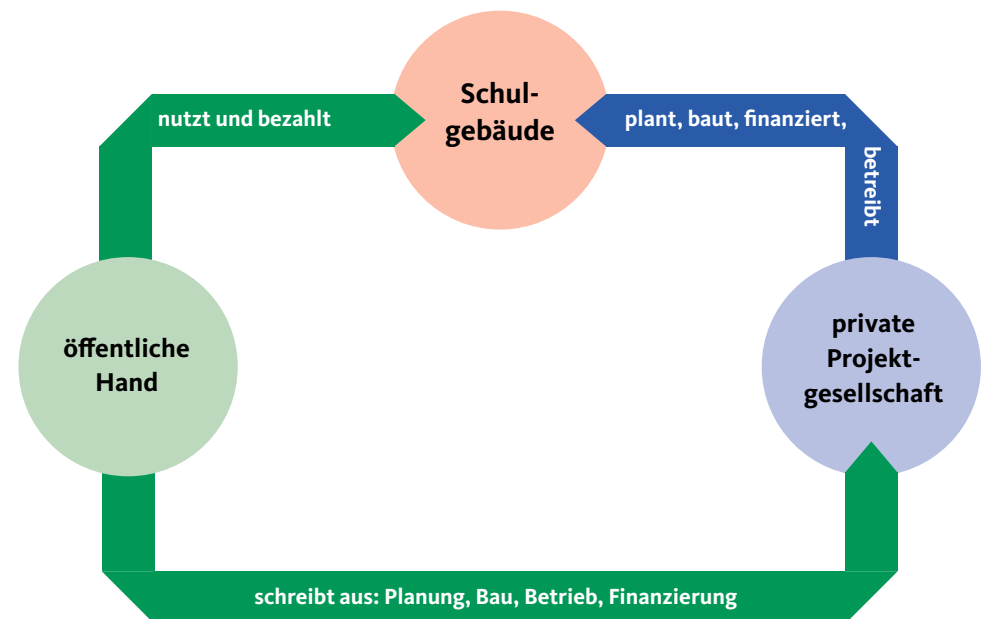 Schul-
gebäude
nutzt und bezahlt
plant, baut, finanziert,
betreibt
öffentliche
Hand
private
Projekt-
gesellschaft
schreibt aus: Planung, Bau, Betrieb, Finanzierung